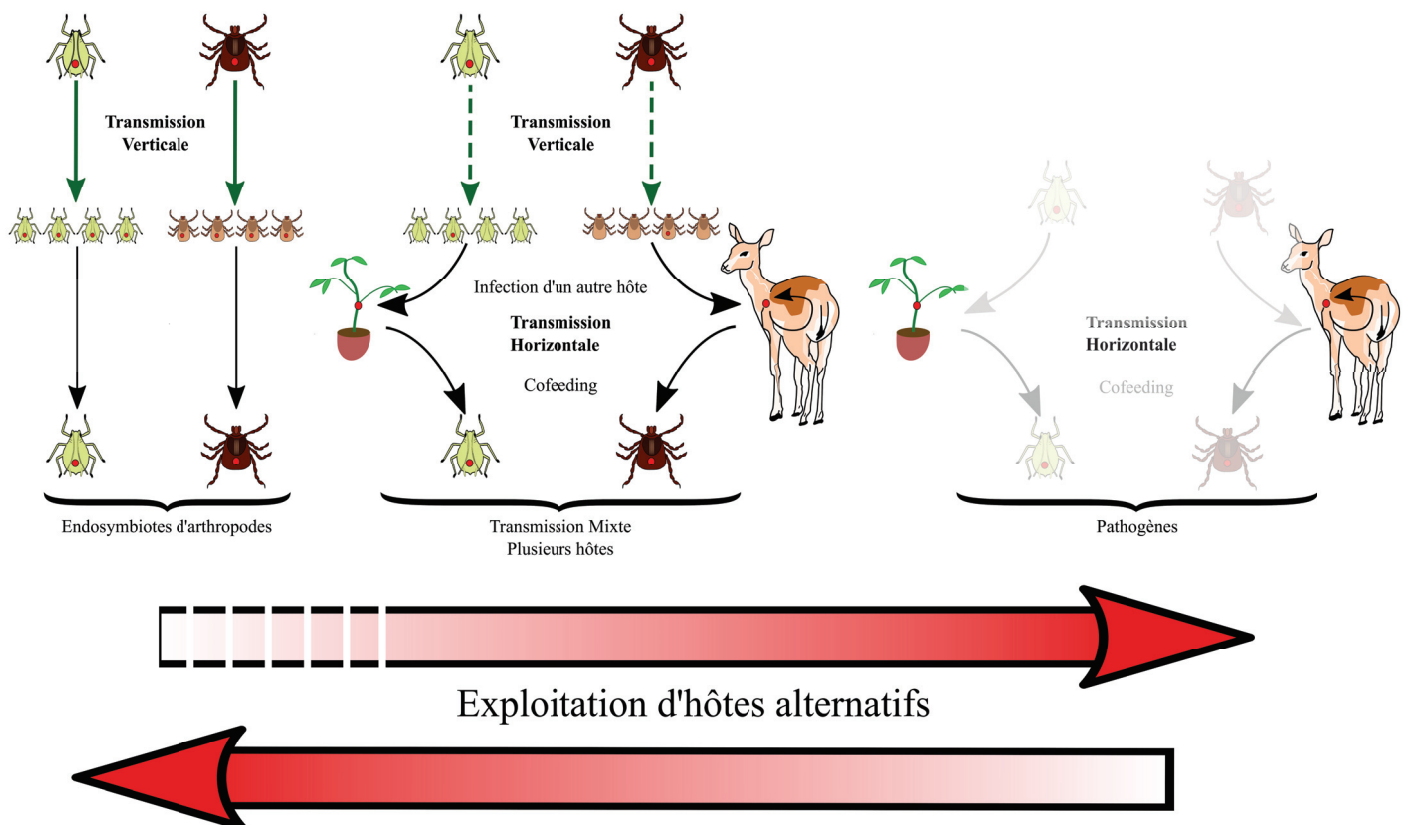 Transmission
Verticale
Transmission
Verticale
Infection d'un autre hôte
Transmission
Horizontale
Cofeeding
Transmission
Horizontale
Cofeeding
Endosymbiotes d'arthropodes
Transmission Mixte
Plusieurs hôtes
Pathogènes
Exploitation d'hôtes alternatifs